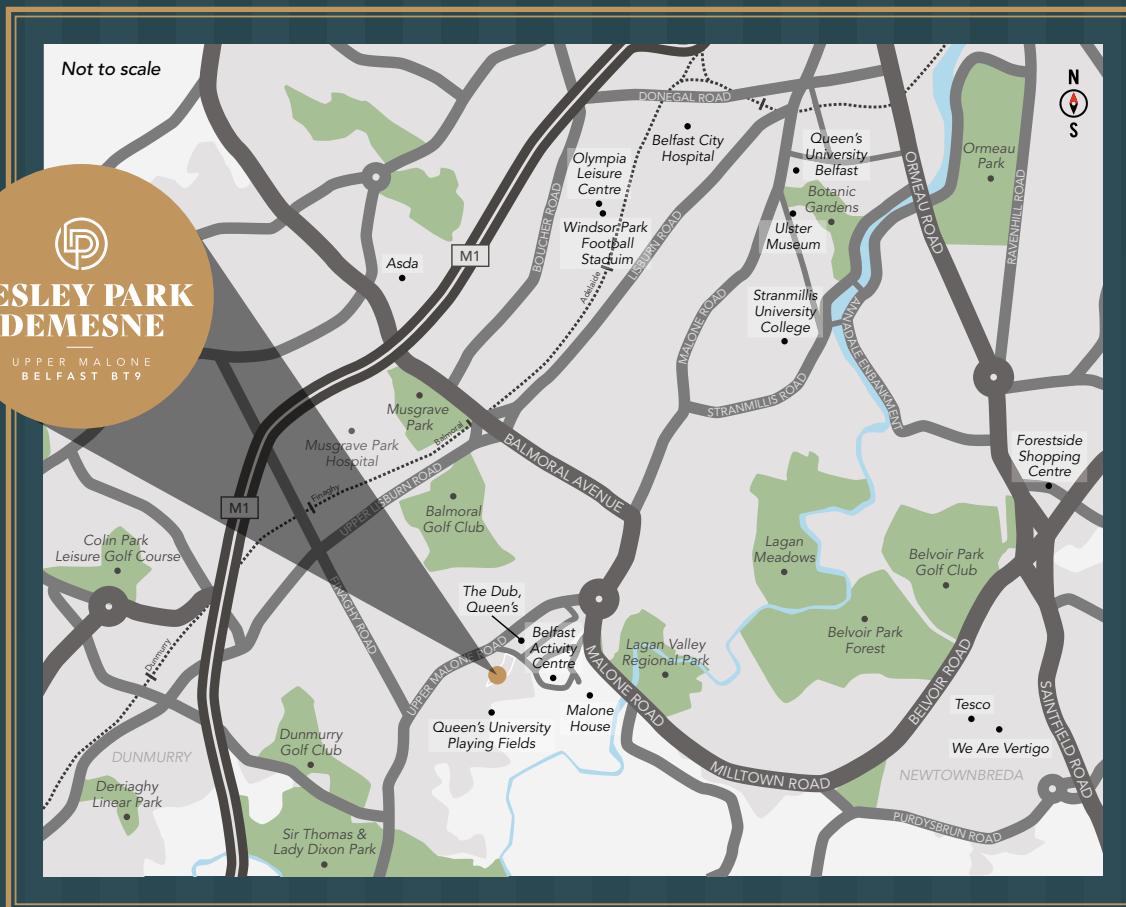 Not to scale
N
S
DONEGAL ROAD
Belfast City
Hospital
Queen's
University
Belfast
Ormeau
Park
Olympia
Leisure
Centre
Botanic
Gardens
ORMEAU ROAD
RAVENHILL ROAD
BOUCHER ROAD
Windsor Park
Football
Staduim
LISBURN ROAD
Ulster
Museum
M1
Asda
Adelaide
Stranmillis
University
College
MALONE ROAD
ANNADALE ENBANKMENT
ESLEY PARK
DEMESNE
UPPER MALONE
BELFAST BT9
STRANMILLIS ROAD
Musgrave
Park
Balmoral
Musgrave Park
Hospital
BALMORAL AVENUE
Forestside
Shopping
Centre
Finaghy
UPPER LISBURN ROAD
M1
Balmoral
Golf Club
Colin Park
Leisure Golf Course
Lagan
Meadows
Belvoir Park
Golf Club
FINAGHY ROAD
The Dub,
Queen's
Belfast
Activity
Centre
Belvoir Park
Forest
Lagan Valley
Regional Park
Dunmurry
UPPER MALONE ROAD
MALONE ROAD
BELVOIR ROAD
SAINTFIELD ROAD
Malone
House
Queen's University
Playing Fields
Tesco
We Are Vertigo
Dunmurry
Golf Club
DUNMURRY
MILLTOWN ROAD
NEWTOWNBREDA
Derriaghy
Linear Park
PURDYSBRUN ROAD
Sir Thomas &
Lady Dixon Park